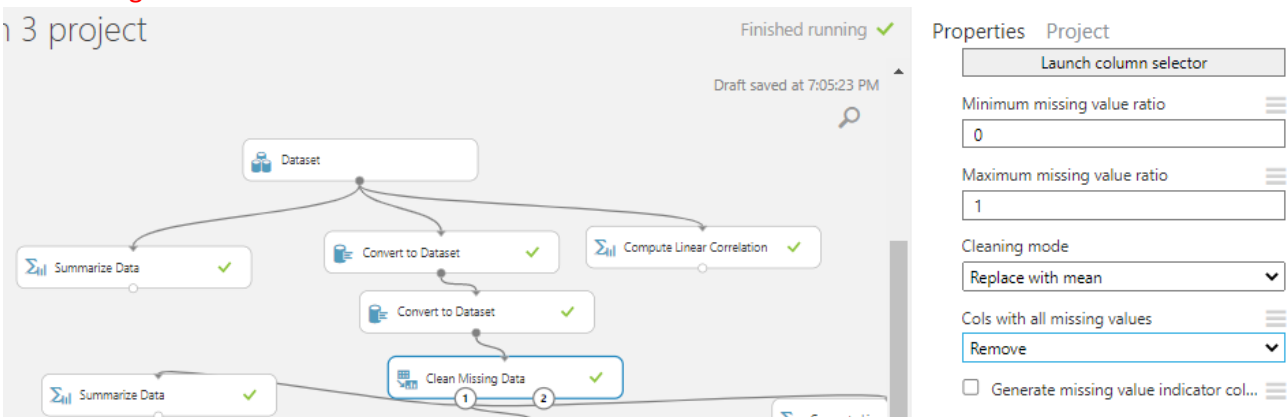 3 project
Finished running
Draft saved at 7:05:23 PM
Dataset
Summarize Data
Convert to Dataset
Compute Linear Correlation
Convert to Dataset
Clean Missing Data
1
2
Summarize Data
Properties Project
Launch column selector
Minimum missing value ratio
0
Maximum missing value ratio
1
Cleaning mode
Replace with mean
Cols with all missing values
Remove
Generate missing value indicator col...